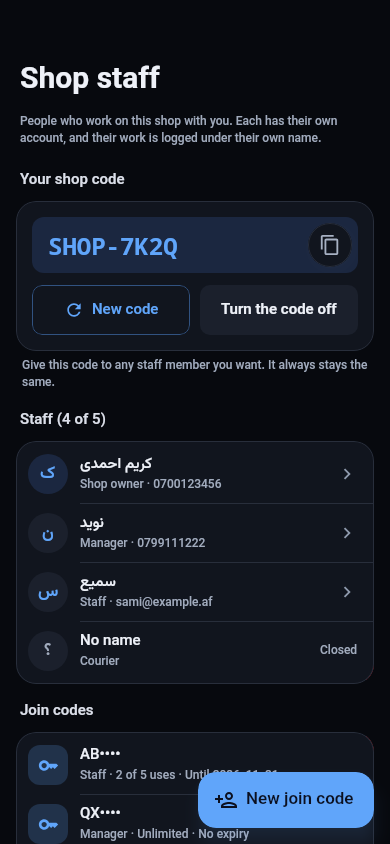 Shop staff
People who work on this shop with you. Each has their own
account, and their work is logged under their own name.
Your shop code
SHOP-7K2Q
New code
Turn the code off
Give this code to any staff member you want. It always stays the
same.
Staff (4 of 5)
ک
کریم احمدی
Shop owner · 0700123456
ن
نوید
Manager · 0799111222
س
سمیع
Staff · sami@example.af
؟
No name
Courier
Closed
Join codes
AB••••
Staff · 2 of 5 uses · Until
QX••••
Manager · Unlimited · No expiry
New join code